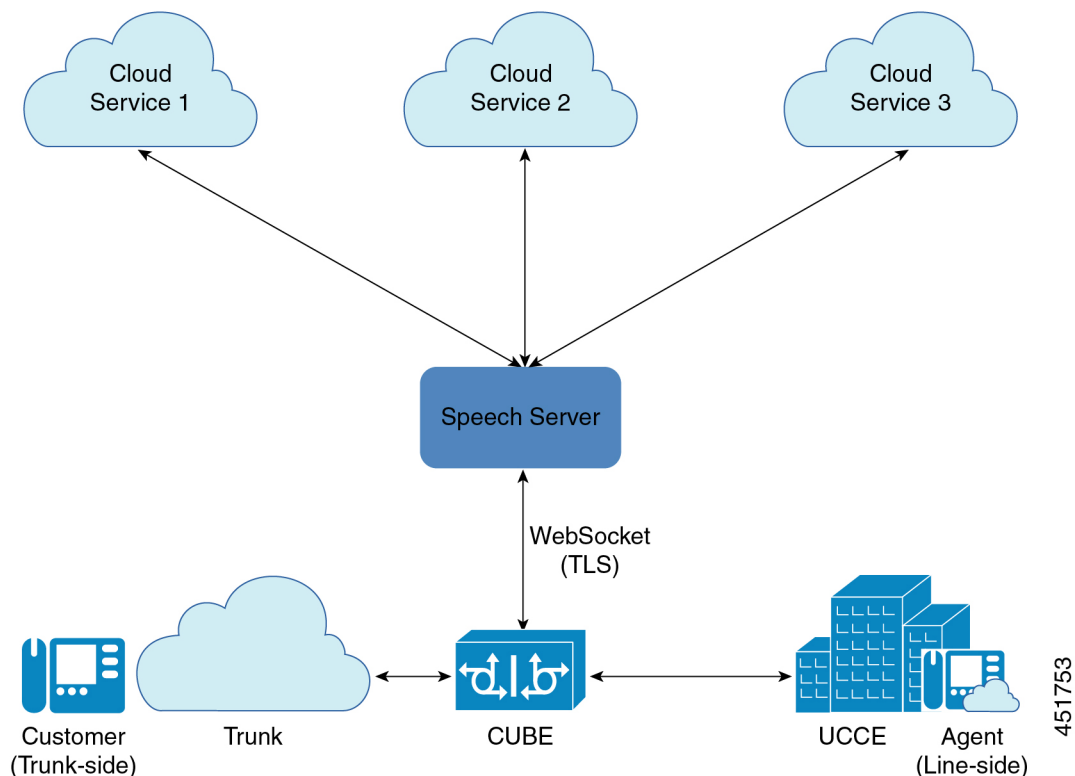 Cloud
Service 1
Cloud
Service 2
Cloud
Service 3
Speech Server
WebSocket
(TLS)
Customer
(Trunk-side)
Trunk
CUBE
UCCE
Agent
(Line-side)
451753